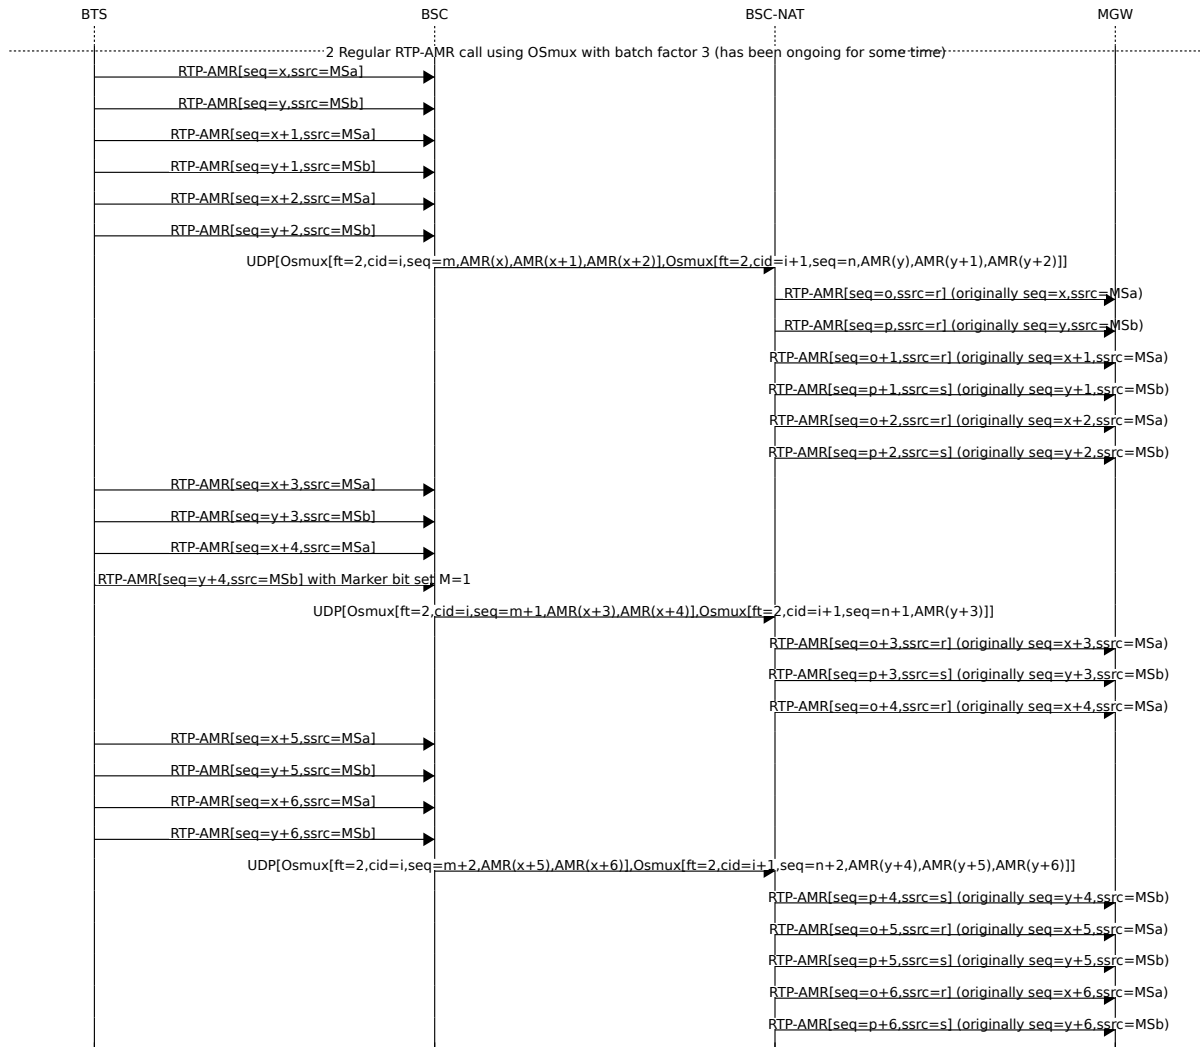 BTS BSC BSC-NAT MGW
2 Regular RTP-AMR call using OSmux with batch factor 3 (has been ongoing for some time)
RTP-AMR[seq=x,ssrc=MSa]
RTP-AMR[seq=y,ssrc=MSb]
RTP-AMR[seq=x+1,ssrc=MSa]
RTP-AMR[seq=y+1,ssrc=MSb]
RTP-AMR[seq=x+2,ssrc=MSa]
RTP-AMR[seq=y+2,ssrc=MSb]
UDP[Osmux[ft=2,cid=i,seq=m,AMR(x),AMR(x+1),AMR(x+2)],Osmux[ft=2,cid=i+1,seq=n,AMR(y),AMR(y+1),AMR(y+2)]]
RTP-AMR[seq=o,ssrc=r] (originally seq=x,ssrc=MSa)
RTP-AMR[seq=p,ssrc=r] (originally seq=y,ssrc=MSb)
RTP-AMR[seq=o+1,ssrc=r] (originally seq=x+1,ssrc=MSa)
RTP-AMR[seq=p+1,ssrc=s] (originally seq=y+1,ssrc=MSb)
RTP-AMR[seq=o+2,ssrc=r] (originally seq=x+2,ssrc=MSa)
RTP-AMR[seq=p+2,ssrc=s] (originally seq=y+2,ssrc=MSb)
RTP-AMR[seq=x+3,ssrc=MSa]
RTP-AMR[seq=y+3,ssrc=MSb]
RTP-AMR[seq=x+4,ssrc=MSa]
RTP-AMR[seq=y+4,ssrc=MSb] with Marker bit set M=1
UDP[Osmux[ft=2,cid=i,seq=m+1,AMR(x+3),AMR(x+4)],Osmux[ft=2,cid=i+1,seq=n+1,AMR(y+3)]]
RTP-AMR[seq=o+3,ssrc=r] (originally seq=x+3,ssrc=MSa)
RTP-AMR[seq=p+3,ssrc=s] (originally seq=y+3,ssrc=MSb)
RTP-AMR[seq=o+4,ssrc=r] (originally seq=x+4,ssrc=MSa)
RTP-AMR[seq=x+5,ssrc=MSa]
RTP-AMR[seq=y+5,ssrc=MSb]
RTP-AMR[seq=x+6,ssrc=MSa]
RTP-AMR[seq=y+6,ssrc=MSb]
UDP[Osmux[ft=2,cid=i,seq=m+2,AMR(x+5),AMR(x+6)],Osmux[ft=2,cid=i+1,seq=n+2,AMR(y+4),AMR(y+5),AMR(y+6)]]
RTP-AMR[seq=p+4,ssrc=s] (originally seq=y+4,ssrc=MSb)
RTP-AMR[seq=o+5,ssrc=r] (originally seq=x+5,ssrc=MSa)
RTP-AMR[seq=p+5,ssrc=s] (originally seq=y+5,ssrc=MSb)
RTP-AMR[seq=o+6,ssrc=r] (originally seq=x+6,ssrc=MSa)
RTP-AMR[seq=p+6,ssrc=s] (originally seq=y+6,ssrc=MSb)